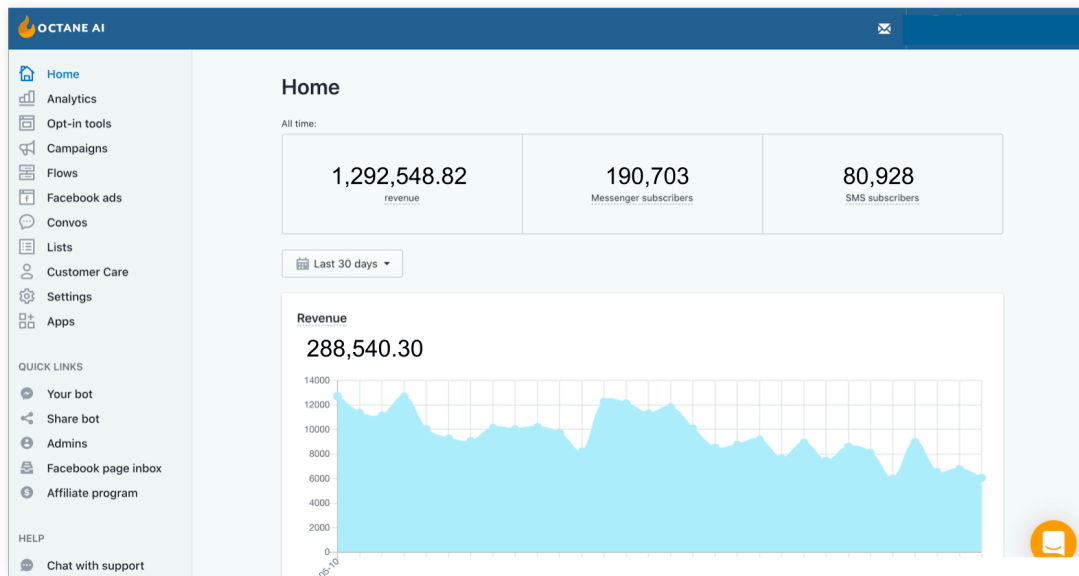 OCTANE AI
Home
Analytics
Opt-in tools
Campaigns
Flows
Facebook ads
Convos
Lists
Customer Care
Settings
Apps
QUICK LINKS
Your bot
Share bot
Admins
Facebook page inbox
Affiliate program
HELP
Chat with support
Home
All time:
1,292,548.82
revenue
190,703
Messenger subscribers
80,928
SMS subscribers
Last 30 days
Revenue
288,540.30
14000
12000
10000
8000
6000
4000
2000
0
05-10